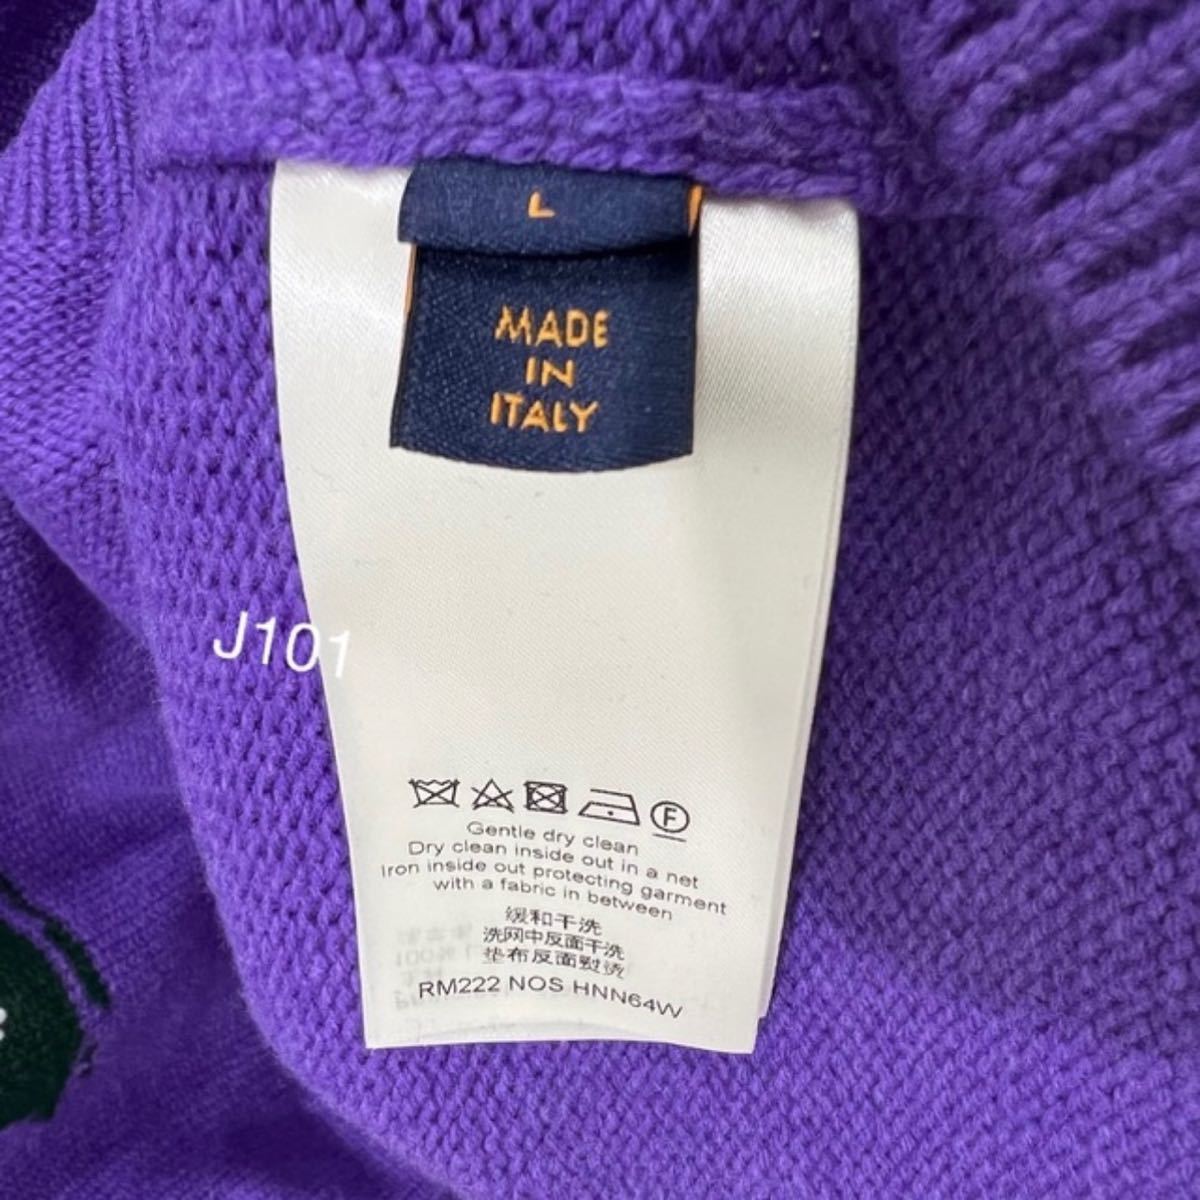 L
MADE
IN
ITALY
J101
F
Gentle dry clean
Dry clean inside out in a net
Iron inside out protecting garment
with a fabric in between
缓和干洗
洗网中反面干洗
垫布反面熨烫
RM222 NOS HNN64W